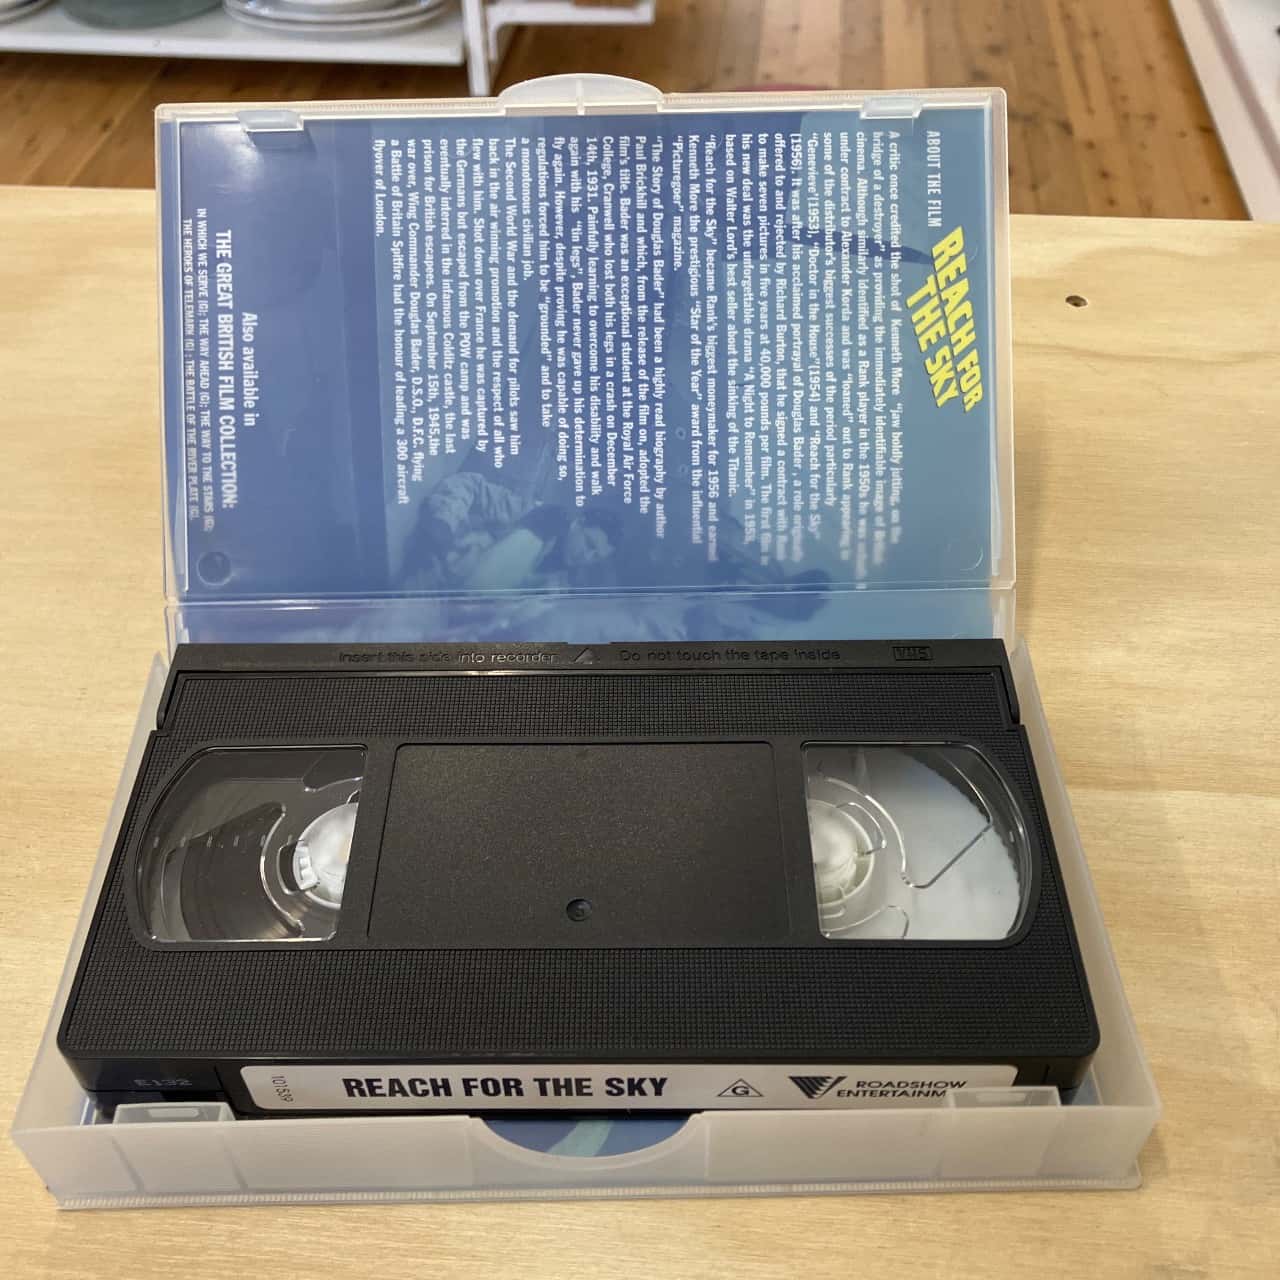 ABOUT THE FILM
REACH FOR
THE SKY
A critic once credited the shot of Kenneth More "jaw boldly jutting, on the
bridge of a destroyer" as providing the immediately identifiable image of British
cinema. Although similarly identified as a Rank player in the 1950s he was
under contract to Alexander Korda and was "loaned" out to Rank appearing in
some of the distributor's biggest successes of the period particularly
"Genevieve"(1953), "Doctor in the House"(1954) and "Reach for the Sky"
(1956). It was after his acclaimed portrayal of Douglas Bader , a role originally
offered to and rejected by Richard Burton, that he signed a contract with Rank
to make seven pictures in five years at 40,000 pounds per film. The first film in
his new deal was the unforgettable drama "A Night to Remember" in 1958,
based on Walter Lord's best seller about the sinking of the Titanic.
"Reach for the Sky" became Rank's biggest moneymaker for 1956 and earned
Kenneth More the prestigious "Star of the Year" award from the influential
"Picturegoer" magazine.
"The Story of Douglas Bader" had been a highly read biography by author
Paul Brickhill and which, from the release of the film on, adopted the
film's title. Bader was an exceptional student at the Royal Air Force
College, Cranwell who lost both his legs in a crash on December
14th, 1931. Painfully learning to overcome his disability and walk
again with his "tin legs", Bader never gave up his determination to
fly again. However, despite proving he was capable of doing so,
regulations forced him to be "grounded" and to take
a monotonous civilian job.
The Second World War and the demand for pilots saw him
back in the air winning promotion and the respect of all who
flew with him. Shot down over France he was captured by
the Germans but escaped from the POW camp and was
eventually interred in the infamous Colditz castle, the last
prison for British escapees. On September 15th, 1945,the
war over, Wing Commander Douglas Bader, D.S.O., D.F.C. flying
a Battle of Britain Spitfire had the honour of leading a 300 aircraft
flyover of London.
Also available in
THE GREAT BRITISH FILM COLLECTION:
IN WHICH WE SERVE (G); THE WAY AHEAD (G); THE WAY TO THE STARS (G);
THE HEROES OF TELEMARK (G) ; THE BATTLE OF THE RIVER PLATE (G).
Insert this side into recorder Do not touch the tape inside VHS
E132
101539 REACH FOR THE SKY G ROADSHOW
ENTERTAINM